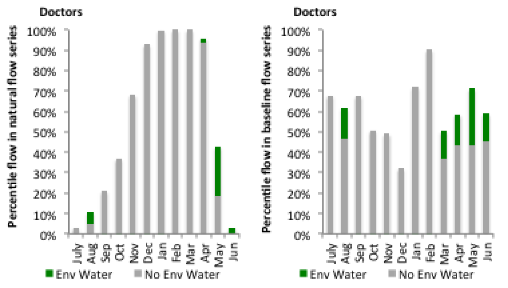 Doctors
Percentile flow in natural flow series
100%
90%
80%
70%
60%
50%
40%
30%
20%
10%
0%
July
Aug
Sep
Oct
Nov
Dec
Jan
Feb
Mar
Apr
May
Jun
Env Water
No Env Water
Doctors
Percentile flow in baseline flow series
100%
90%
80%
70%
60%
50%
40%
30%
20%
10%
0%
July
Aug
Sep
Oct
Nov
Dec
Jan
Feb
Mar
Apr
May
Jun
Env Water
No Env Water